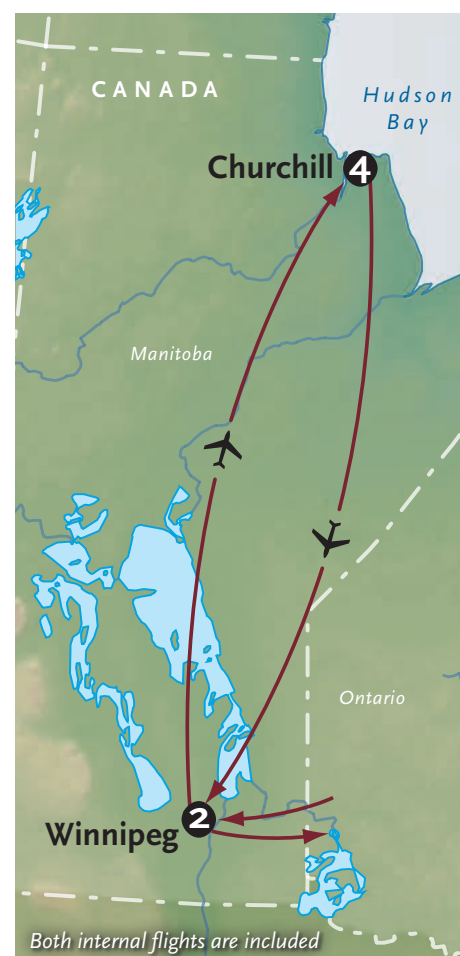 CANADA
Hudson
Bay
Churchill 4
Manitoba
Ontario
Winnipeg 2
Both internal flights are included